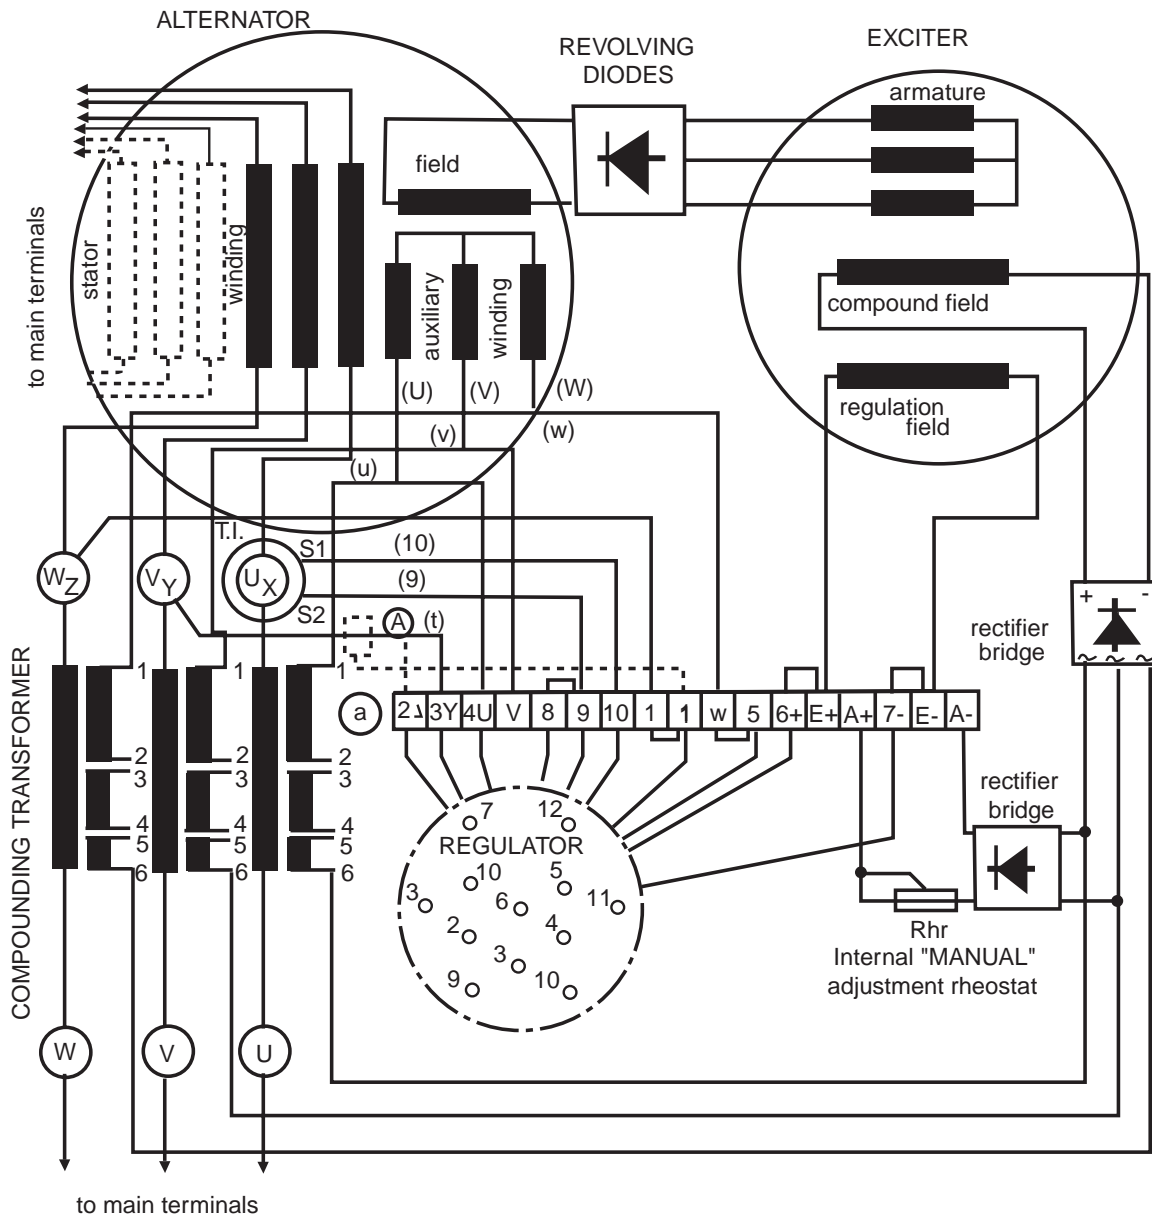 ALTERNATOR
REVOLVING
DIODES
EXCITER
armature
field
to main terminals
stator
winding
auxiliary
winding
compound field
regulation
field
(U)
(V)
(W)
(v)
(w)
(u)
T.I.
S1
(10)
(9)
S2
A
(t)
WZ
VY
UX
+
-
rectifier
bridge
COMPOUNDING TRANSFORMER
1
2
3
4
5
6
1
2
3
4
5
6
1
2
3
4
5
6
a
2
3Y
4U
V
8
9
10
1
1
w
5
6+
E+
A+
7-
E-
A-
rectifier
bridge
7
12
REGULATOR
10
5
3
6
11
2
4
3
9
10
Rhr
Internal "MANUAL"
adjustment rheostat
W
V
U
to main terminals